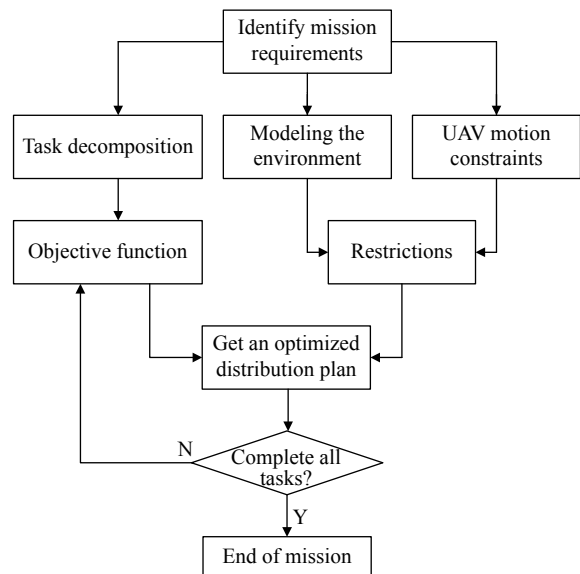 Identify mission
requirements
Task decomposition
Modeling the
environment
UAV motion
constraints
Objective function
Restrictions
Get an optimized
distribution plan
N
Complete all
tasks?
Y
End of mission